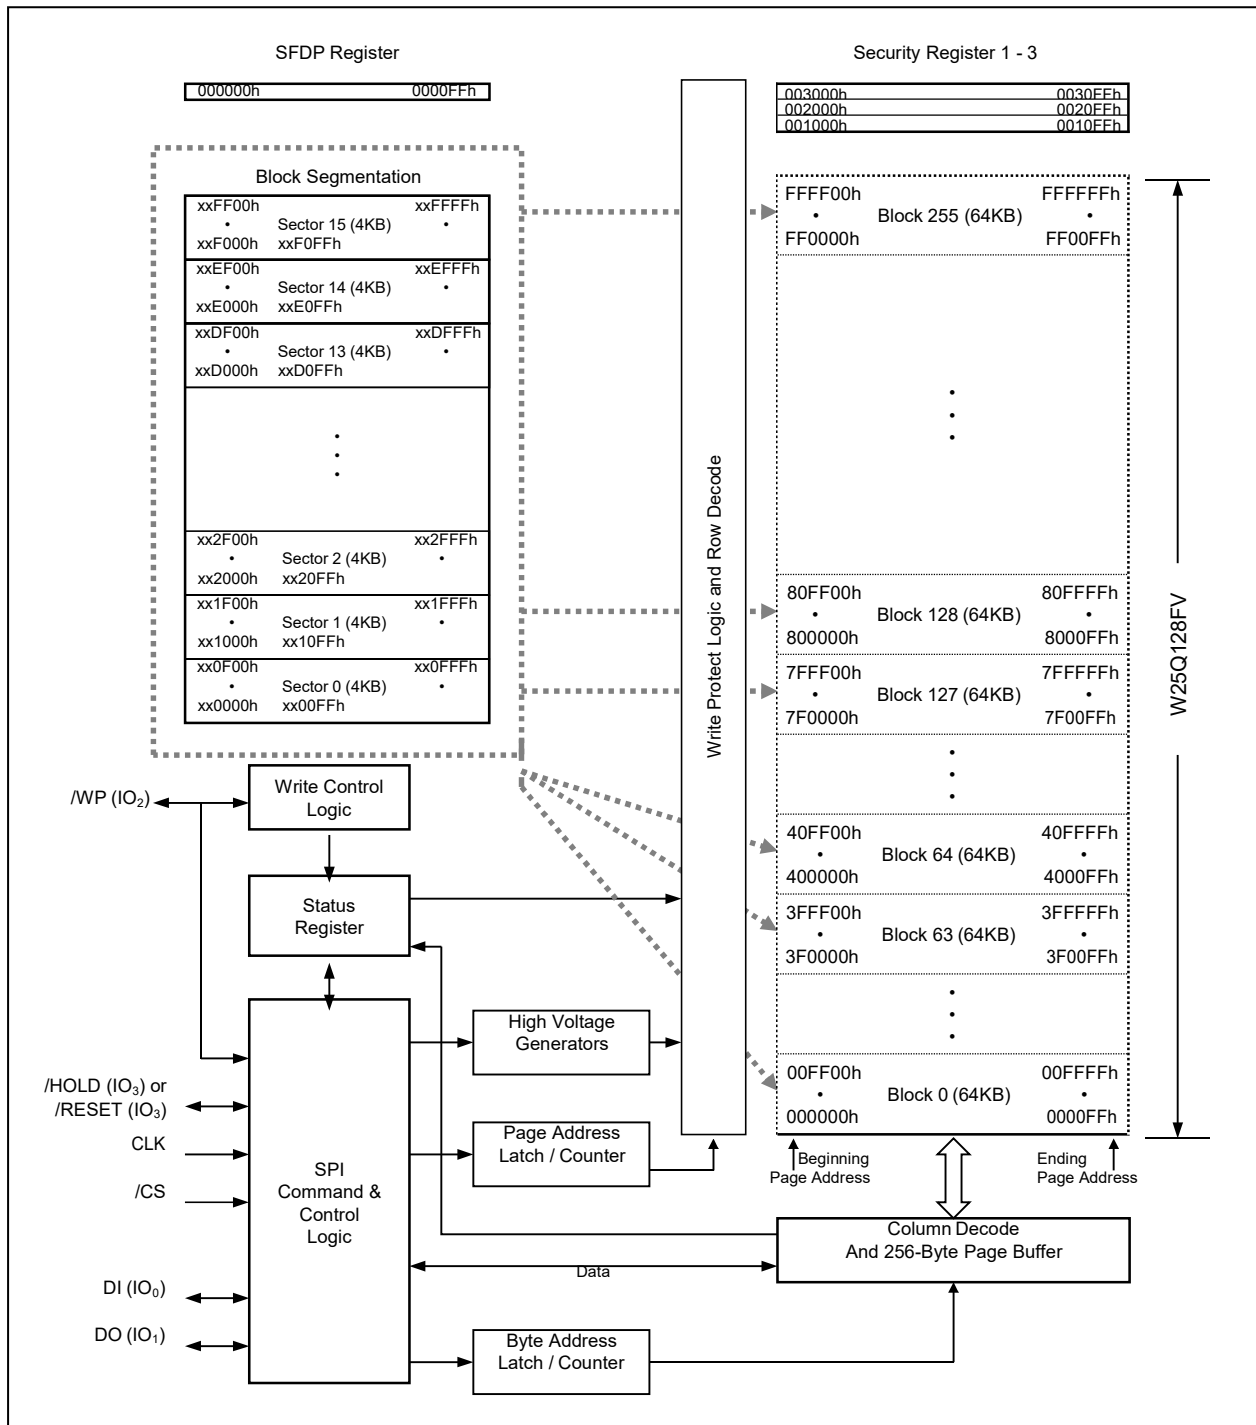 SFDP Register
000000h 0000FFh
Security Register 1 - 3
003000h 0030FFh
002000h 0020FFh
001000h 0010FFh
Block Segmentation
xxFF00h xxFFFFh
• Sector 15 (4KB) •
xxF000h xxF0FFh
xxEF00h xxEFFFh
• Sector 14 (4KB) •
xxE000h xxE0FFh
xxDF00h xxDFFFh
• Sector 13 (4KB) •
xxD000h xxD0FFh
xx2F00h xx2FFFh
• Sector 2 (4KB) •
xx2000h xx20FFh
xx1F00h xx1FFFh
• Sector 1 (4KB) •
xx1000h xx10FFh
xx0F00h xx0FFFh
• Sector 0 (4KB) •
xx0000h xx00FFh
Write Protect Logic and Row Decode
FFFF00h FFFFFFh
• Block 255 (64KB) •
FF0000h FF00FFh
80FF00h 80FFFFh
• Block 128 (64KB) •
800000h 8000FFh
7FFF00h 7FFFFFh
• Block 127 (64KB) •
7F0000h 7F00FFh
40FF00h 40FFFFh
• Block 64 (64KB) •
400000h 4000FFh
3FFF00h 3FFFFFh
• Block 63 (64KB) •
3F0000h 3F00FFh
00FF00h 00FFFFh
• Block 0 (64KB) •
000000h 0000FFh
W25Q128FV
Beginning
Page Address
Ending
Page Address
/WP (IO₂)
Write Control
Logic
Status
Register
High Voltage
Generators
/HOLD (IO₃) or
/RESET (IO₃)
CLK
/CS
DI (IO₀)
DO (IO₁)
SPI
Command &
Control
Logic
Page Address
Latch / Counter
Column Decode
And 256-Byte Page Buffer
Data
Byte Address
Latch / Counter